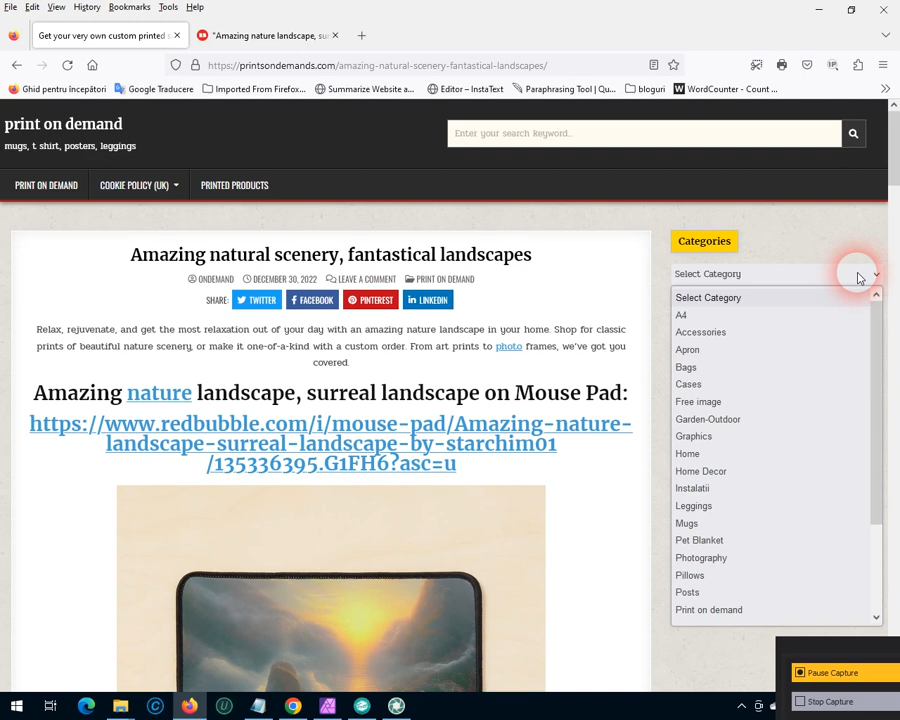 File Edit View History Bookmarks Tools Help
Get your very own custom printed s
"Amazing nature landscape, sur
https://printsondemands.com/amazing-natural-scenery-fantastical-landscapes/
Ghid pentru începători Google Traducere Imported From Firefox... Summarize Website a... Editor – InstaText Paraphrasing Tool | Qu... bloguri WordCounter - Count ...
print on demand
mugs, t shirt, posters, leggings
Enter your search keyword...
PRINT ON DEMAND COOKIE POLICY (UK) PRINTED PRODUCTS
Amazing natural scenery, fantastical landscapes
ONDEMAND DECEMBER 30, 2022 LEAVE A COMMENT PRINT ON DEMAND
SHARE: TWITTER FACEBOOK PINTEREST LINKEDIN
Relax, rejuvenate, and get the most relaxation out of your day with an amazing nature landscape in your home. Shop for classic
prints of beautiful nature scenery, or make it one-of-a-kind with a custom order. From art prints to photo frames, we've got you
covered.
Amazing nature landscape, surreal landscape on Mouse Pad:
https://www.redbubble.com/i/mouse-pad/Amazing-nature-
landscape-surreal-landscape-by-starchim01
/135336395.G1FH6?asc=u
Categories
Select Category
Select Category
A4
Accessories
Apron
Bags
Cases
Free image
Garden-Outdoor
Graphics
Home
Home Decor
Instalatii
Leggings
Mugs
Pet Blanket
Photography
Pillows
Posts
Print on demand
Pause Capture
Stop Capture